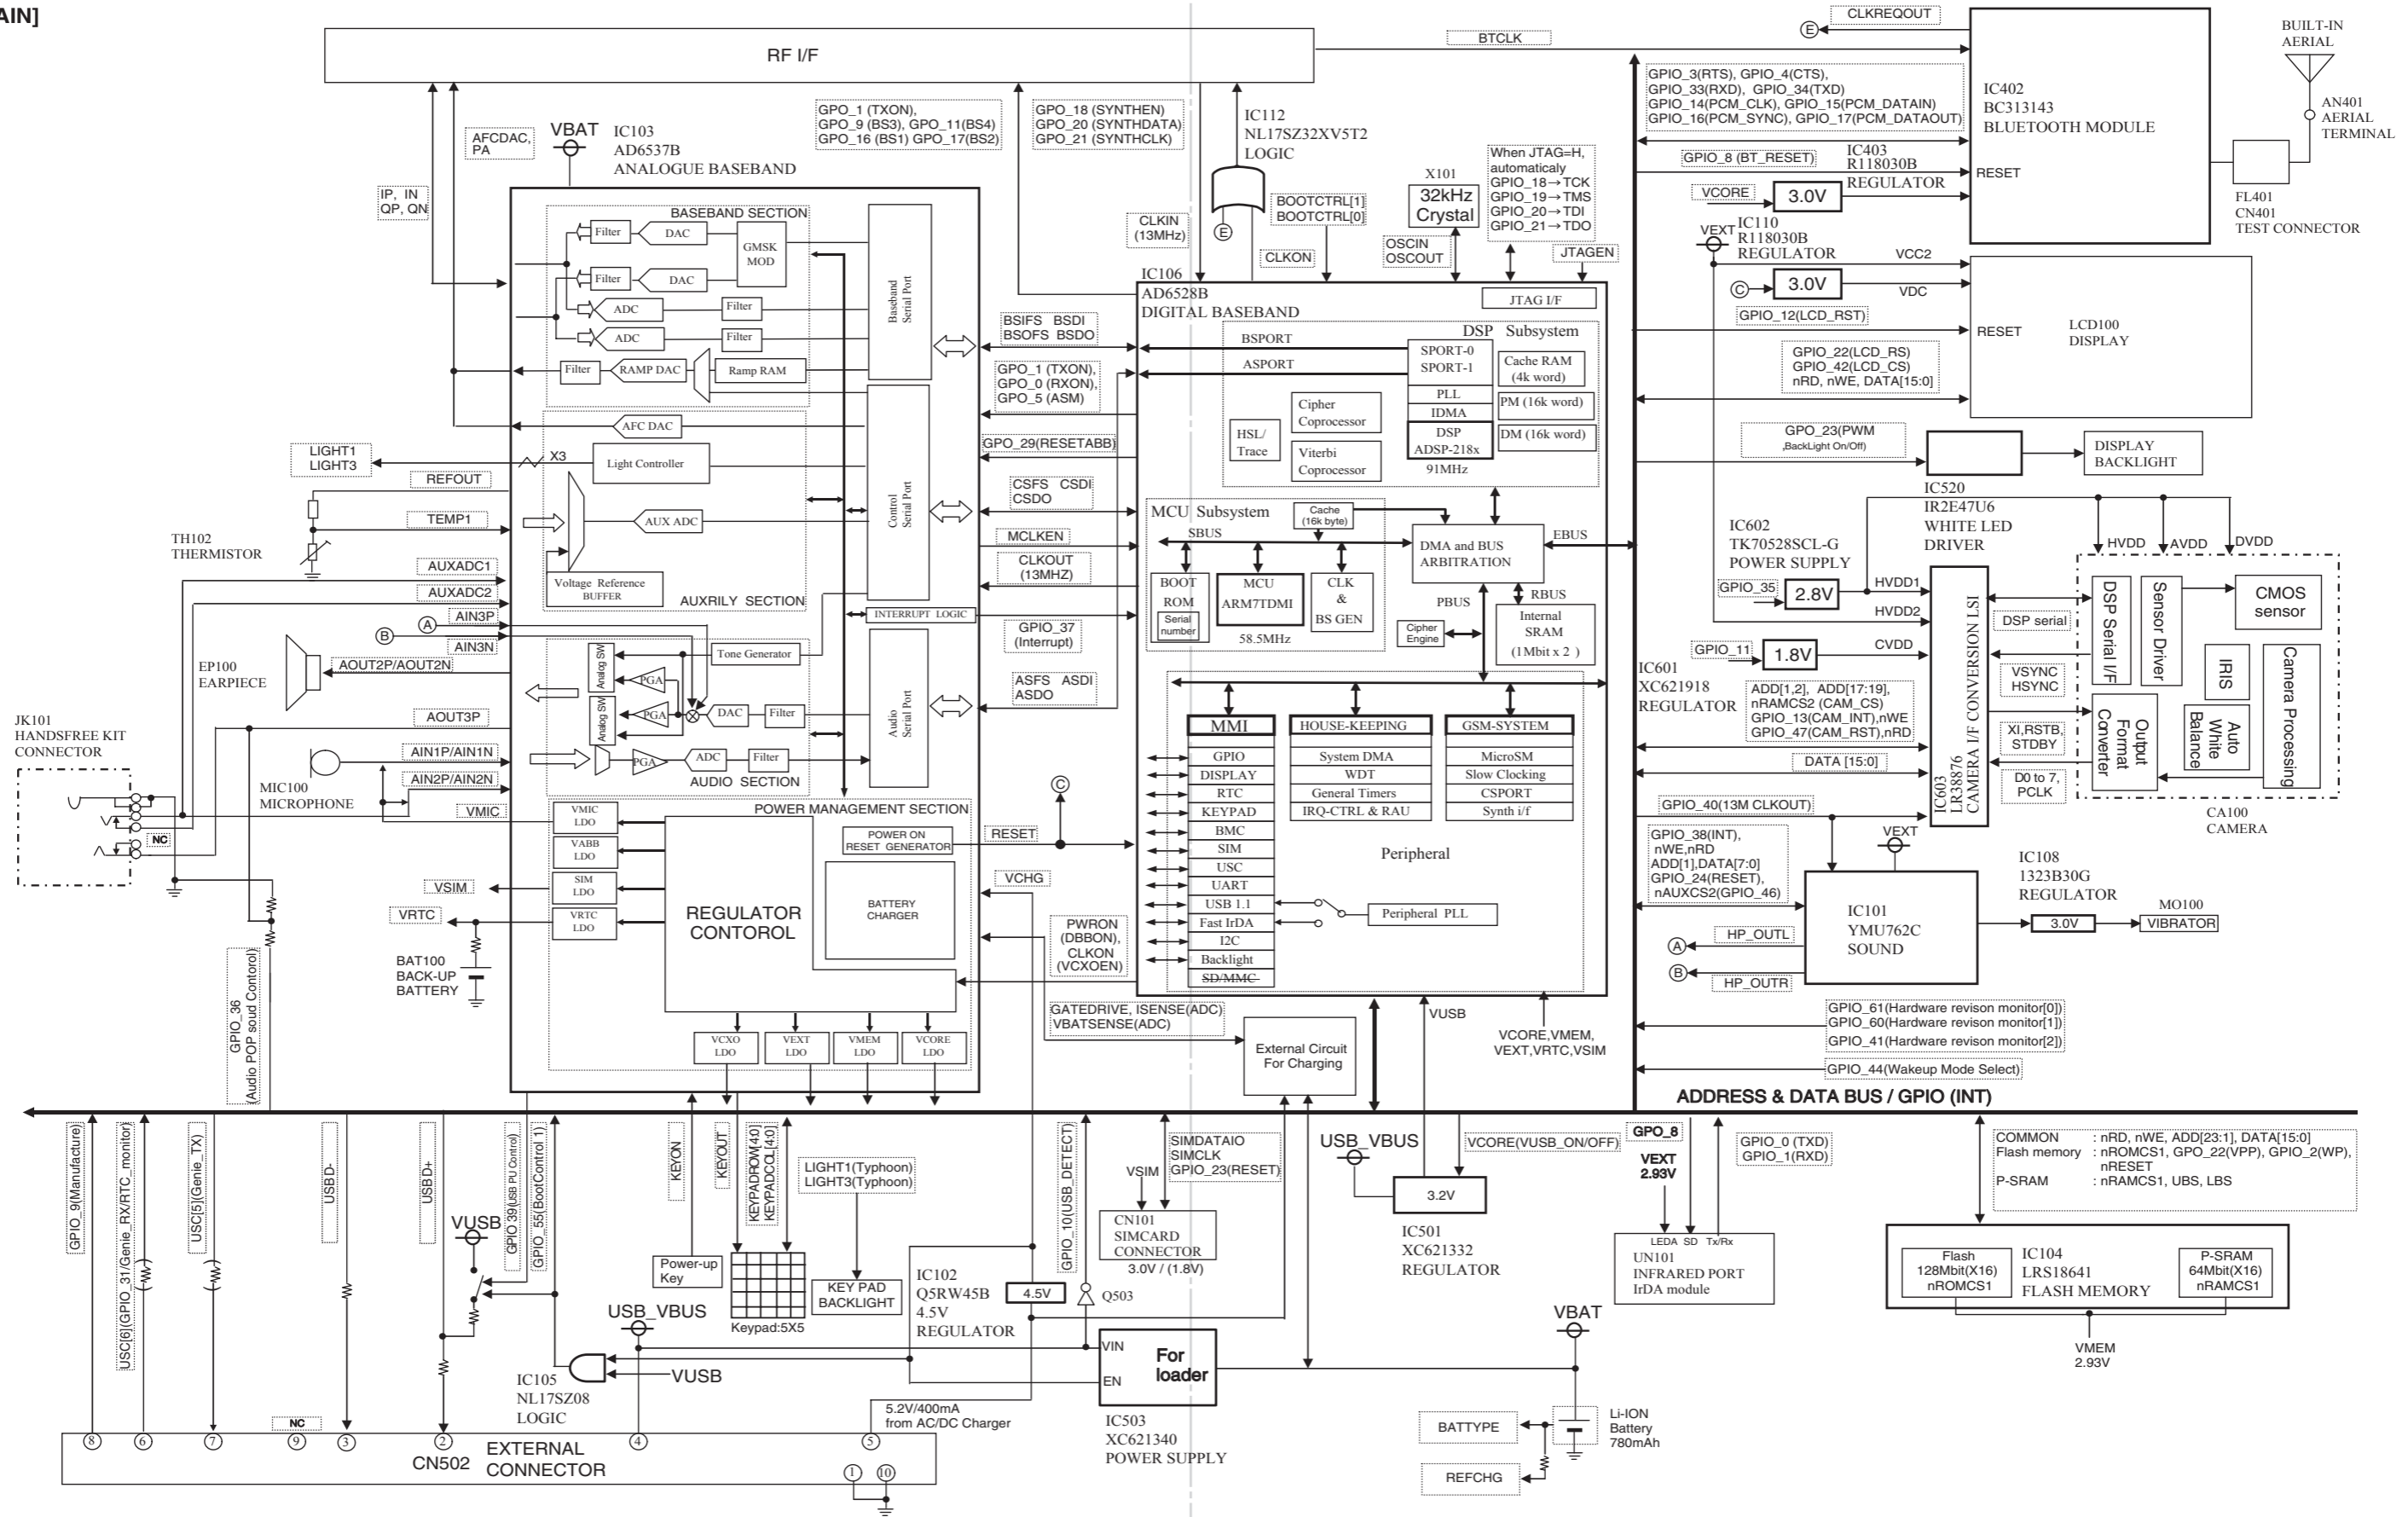 AIN]
RF I/F
BTCLK
CLKREQOUT
E
BUILT-IN
AERIAL
AN401
AERIAL
TERMINAL
FL401
CN401
TEST CONNECTOR
IC402
BC313143
BLUETOOTH MODULE
RESET
GPIO_3(RTS), GPIO_4(CTS),
GPIO_33(RXD), GPIO_34(TXD)
GPIO_14(PCM_CLK), GPIO_15(PCM_DATAIN)
GPIO_16(PCM_SYNC), GPIO_17(PCM_DATAOUT)
GPIO_8 (BT_RESET)
IC403
R118030B
REGULATOR
VCORE
3.0V
VEXT
IC110
R118030B
REGULATOR
VCC2
C
3.0V
VDC
GPIO_12(LCD_RST)
RESET
LCD100
DISPLAY
GPIO_22(LCD_RS)
GPIO_42(LCD_CS)
nRD, nWE, DATA[15:0]
GPO_23(PWM
,BackLight On/Off)
DISPLAY
BACKLIGHT
IC520
IR2E47U6
WHITE LED
DRIVER
IC602
TK70528SCL-G
POWER SUPPLY
GPIO_35
2.8V
HVDD1
HVDD2
HVDD
AVDD
DVDD
GPIO_11
1.8V
CVDD
IC601
XC621918
REGULATOR
ADD[1,2], ADD[17:19],
nRAMCS2 (CAM_CS)
GPIO_13(CAM_INT),nWE
GPIO_47(CAM_RST),nRD
DATA [15:0]
GPIO_40(13M CLKOUT)
IC603
LR38876
CAMERA I/F CONVERSION LSI
DSP serial
VSYNC
HSYNC
XI,RSTB,
STDBY
D0 to 7,
PCLK
DSP Serial I/F
Sensor Driver
CMOS
sensor
IRIS
Auto
White
Balance
Camera Processing
Output
Format
Converter
CA100
CAMERA
GPIO_38(INT),
nWE,nRD
ADD[1],DATA[7:0]
GPIO_24(RESET),
nAUXCS2(GPIO_46)
VEXT
IC101
YMU762C
SOUND
A
HP_OUTL
B
HP_OUTR
IC108
1323B30G
REGULATOR
3.0V
MO100
VIBRATOR
GPIO_61(Hardware revison monitor[0])
GPIO_60(Hardware revison monitor[1])
GPIO_41(Hardware revison monitor[2])
GPIO_44(Wakeup Mode Select)
ADDRESS & DATA BUS / GPIO (INT)
AFCDAC,
PA
IP, IN
QP, QN
VBAT
IC103
AD6537B
ANALOGUE BASEBAND
GPO_1 (TXON),
GPO_9 (BS3), GPO_11(BS4)
GPO_16 (BS1) GPO_17(BS2)
GPO_18 (SYNTHEN)
GPO_20 (SYNTHDATA)
GPO_21 (SYNTHCLK)
IC112
NL17SZ32XV5T2
LOGIC
E
CLKIN
(13MHz)
CLKON
BOOTCTRL[1]
BOOTCTRL[0]
X101
32kHz
Crystal
OSCIN
OSCOUT
When JTAG=H,
automaticaly
GPIO_18→TCK
GPIO_19→TMS
GPIO_20→TDI
GPIO_21→TDO
JTAGEN
BASEBAND SECTION
Filter
DAC
GMSK
MOD
Filter
DAC
ADC
Filter
ADC
Filter
Filter
RAMP DAC
Ramp RAM
Baseband
Serial Port
AFC DAC
Light Controller
X3
AUX ADC
Voltage Reference
BUFFER
AUXRILY SECTION
Control
Serial Port
INTERRUPT LOGIC
Analog SW
Tone Generator
PGA
Analog SW
PGA
DAC
Filter
PGA
ADC
Filter
AUDIO SECTION
Audio
Serial Port
POWER MANAGEMENT SECTION
VMIC
LDO
VABB
LDO
SIM
LDO
VRTC
LDO
POWER ON
RESET GENERATOR
BATTERY
CHARGER
REGULATOR
CONTOROL
VCXO
LDO
VEXT
LDO
VMEM
LDO
VCORE
LDO
LIGHT1
LIGHT3
REFOUT
TEMP1
TH102
THERMISTOR
AUXADC1
AUXADC2
A
AIN3P
B
AIN3N
EP100
EARPIECE
AOUT2P/AOUT2N
AOUT3P
JK101
HANDSFREE KIT
CONNECTOR
NC
MIC100
MICROPHONE
AIN1P/AIN1N
AIN2P/AIN2N
VMIC
VSIM
VRTC
BAT100
BACK-UP
BATTERY
GPIO_36
(Audio POP soud Contorol)
BSIFS BSDI
BSOFS BSDO
GPO_1 (TXON),
GPO_0 (RXON),
GPO_5 (ASM)
GPO_29(RESETABB)
CSFS CSDI
CSDO
MCLKEN
CLKOUT
(13MHZ)
GPIO_37
(Interrupt)
ASFS ASDI
ASDO
C
RESET
VCHG
PWRON
(DBBON),
CLKON
(VCXOEN)
GATEDRIVE, ISENSE(ADC)
VBATSENSE(ADC)
IC106
AD6528B
DIGITAL BASEBAND
JTAG I/F
DSP Subsystem
BSPORT
ASPORT
SPORT-0
SPORT-1
PLL
IDMA
DSP
ADSP-218x
91MHz
Cache RAM
(4k word)
PM (16k word)
DM (16k word)
Cipher
Coprocessor
HSL/
Trace
Viterbi
Coprocessor
MCU Subsystem
Cache
(16k byte)
SBUS
BOOT
ROM
Serial
number
MCU
ARM7TDMI
CLK
&
BS GEN
58.5MHz
DMA and BUS
ARBITRATION
EBUS
PBUS
RBUS
Cipher
Engine
Internal
SRAM
(1Mbit x 2 )
MMI
GPIO
DISPLAY
RTC
KEYPAD
BMC
SIM
USC
UART
USB 1.1
Fast IrDA
I2C
Backlight
SD/MMC
HOUSE-KEEPING
System DMA
WDT
General Timers
IRQ-CTRL & RAU
GSM-SYSTEM
MicroSM
Slow Clocking
CSPORT
Synth i/f
Peripheral
Peripheral PLL
VUSB
VCORE,VMEM,
VEXT,VRTC,VSIM
External Circuit
For Charging
GPIO_9(Manufacture)
USC[6](GPIO_31/Genie_RX/RTC_monitor)
USC[5](Genie_TX)
USBD-
USBD+
VUSB
GPIO 39(USB PU Control)
GPIO_55(BootControl 1)
KEYON
KEYOUT
KEYPADROW[4:0]
KEYPADCOL[4:0]
Power-up
Key
Keypad:5X5
LIGHT1(Typhoon)
LIGHT3(Typhoon)
KEY PAD
BACKLIGHT
IC102
Q5RW45B
4.5V
REGULATOR
4.5V
GPIO_10(USB_DETECT)
Q503
VSIM
SIMDATAIO
SIMCLK
GPIO_23(RESET)
CN101
SIMCARD
CONNECTOR
3.0V / (1.8V)
USB_VBUS
VCORE(VUSB_ON/OFF)
3.2V
IC501
XC621332
REGULATOR
GPO_8
VEXT
2.93V
GPIO_0 (TXD)
GPIO_1(RXD)
LEDA SD Tx/Rx
UN101
INFRARED PORT
IrDA module
COMMON : nRD, nWE, ADD[23:1], DATA[15:0]
Flash memory : nROMCS1, GPO_22(VPP), GPIO_2(WP),
nRESET
P-SRAM : nRAMCS1, UBS, LBS
Flash
128Mbit(X16)
nROMCS1
IC104
LRS18641
FLASH MEMORY
P-SRAM
64Mbit(X16)
nRAMCS1
VMEM
2.93V
USB_VBUS
IC105
NL17SZ08
LOGIC
VUSB
VIN
EN
For
loader
IC503
XC621340
POWER SUPPLY
5.2V/400mA
from AC/DC Charger
VBAT
BATTYPE
REFCHG
Li-ION
Battery
780mAh
8
6
7
NC
9
3
2
4
5
1
10
CN502
EXTERNAL
CONNECTOR